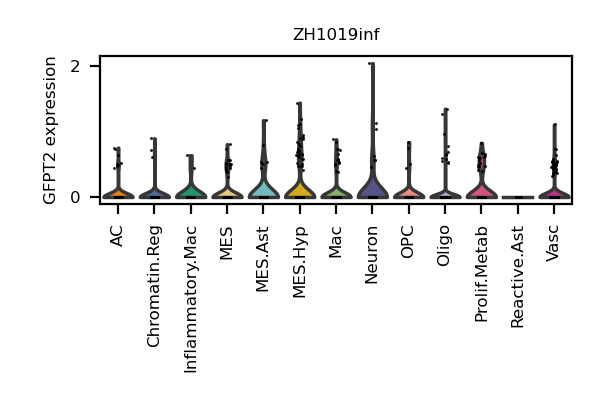 ZH1019inf
GFPT2 expression
2
0
AC
Chromatin.Reg
Inflammatory.Mac
MES
MES.Ast
MES.Hyp
Mac
Neuron
OPC
Oligo
Prolif.Metab
Reactive.Ast
Vasc